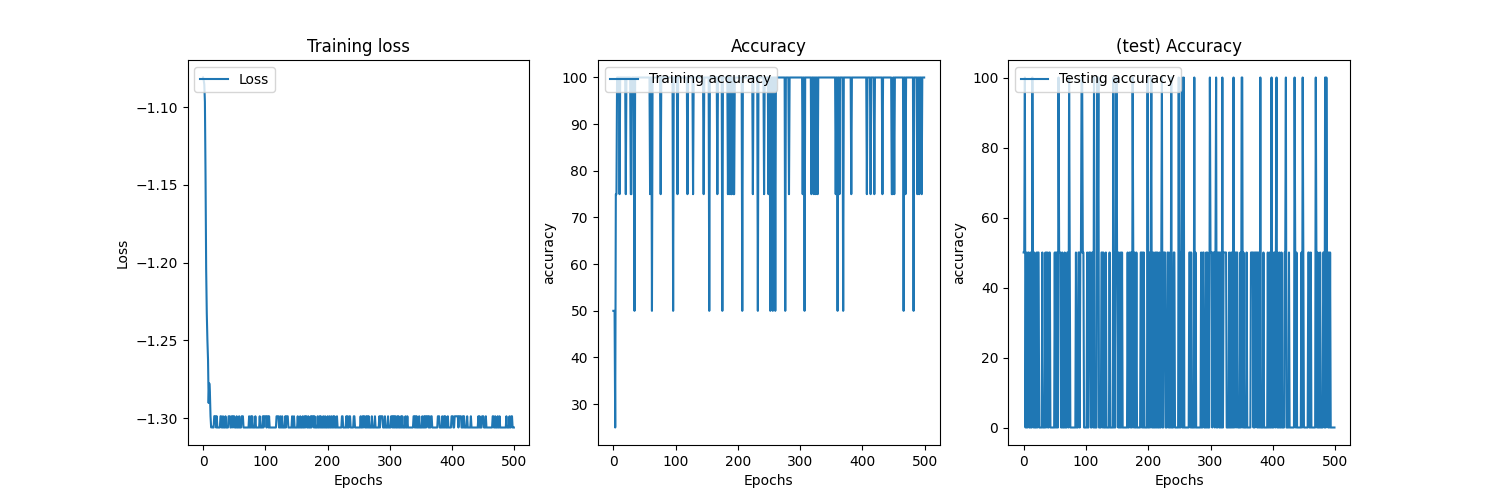 Training loss
Loss
−1.10
−1.15
−1.20
−1.25
−1.30
Loss
0 100 200 300 400 500
Epochs
Accuracy
Training accuracy
100
90
80
70
60
50
40
30
accuracy
0 100 200 300 400 500
Epochs
(test) Accuracy
Testing accuracy
100
80
60
40
20
0
accuracy
0 100 200 300 400 500
Epochs